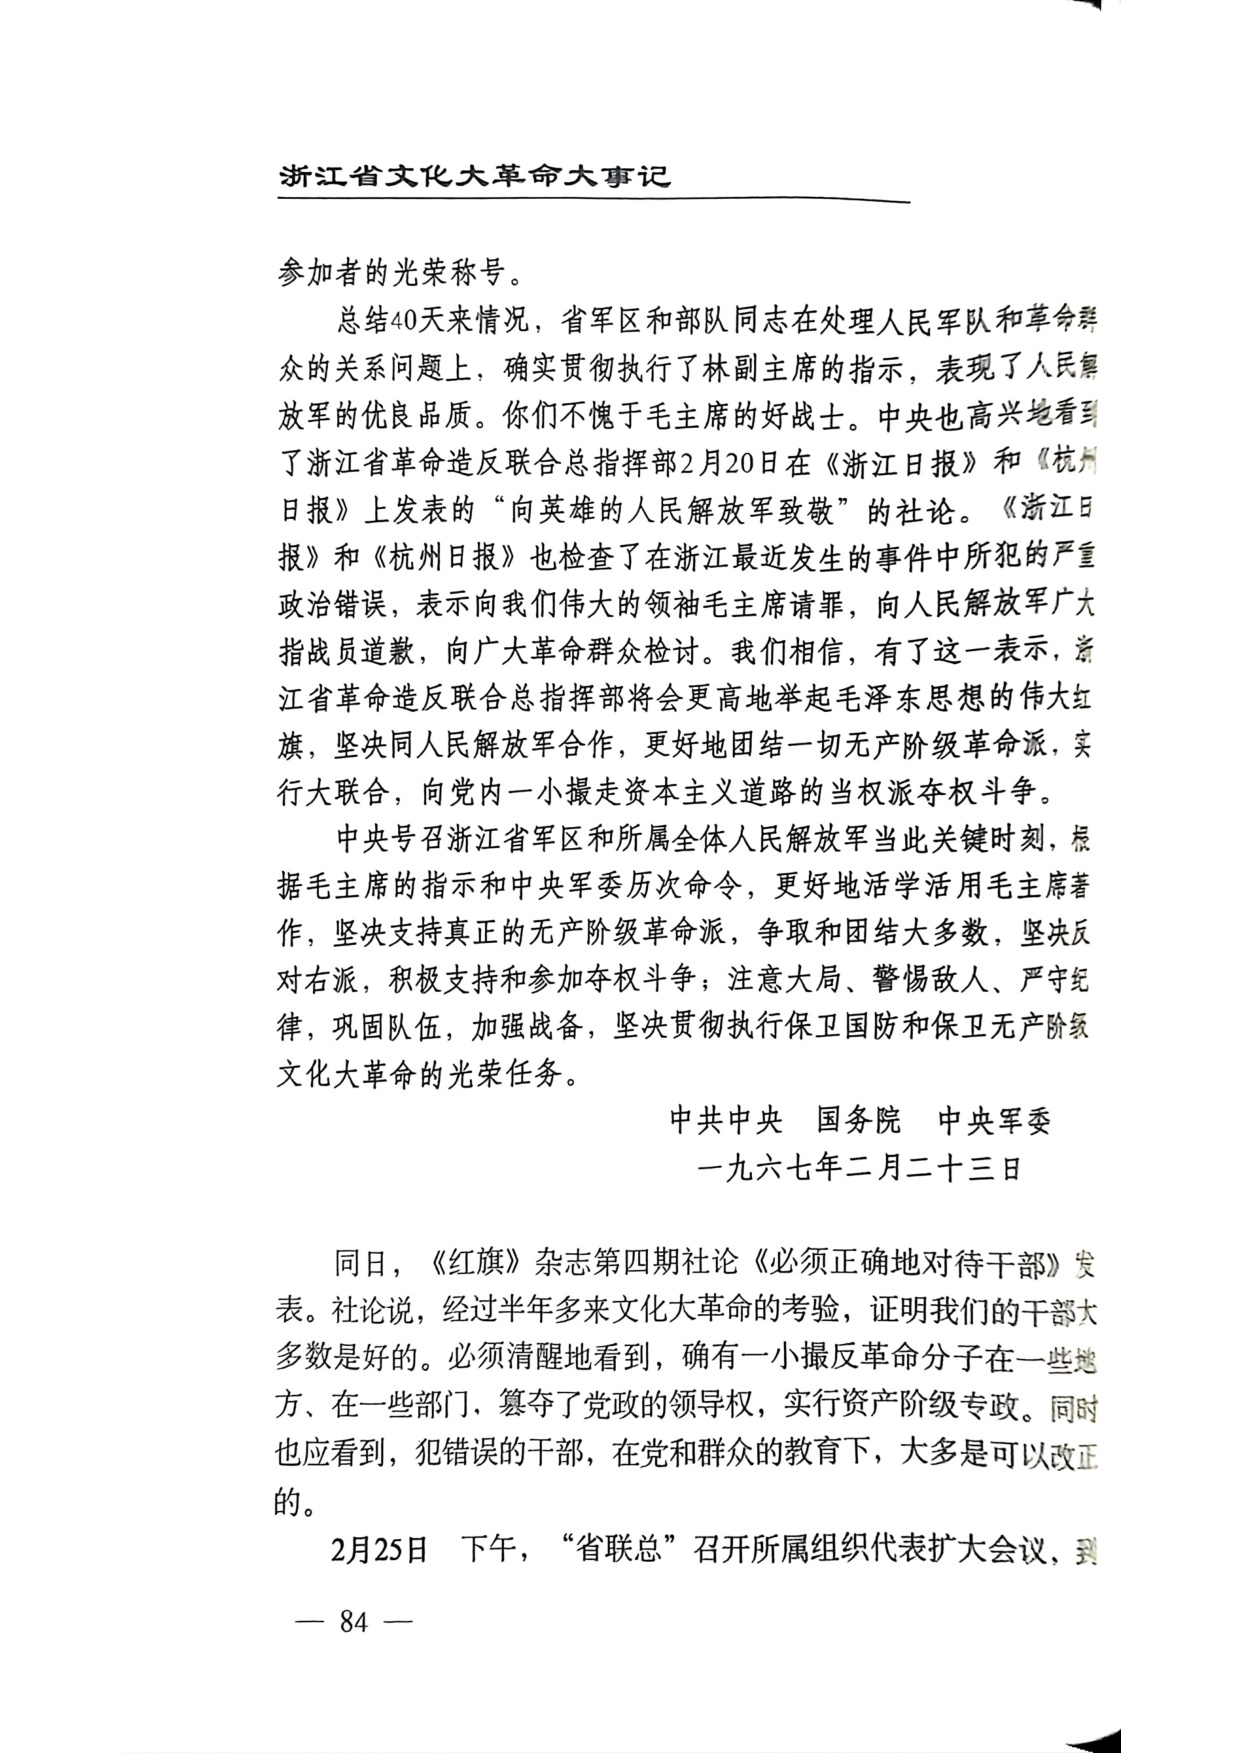 浙江省文化大革命大事记
参加者的光荣称号。
总结40天来情况，省军区和部队同志在处理人民军队和革命群
众的关系问题上，确实贯彻执行了林副主席的指示，表现了人民解
放军的优良品质。你们不愧于毛主席的好战士。中央也高兴地看到
了浙江省革命造反联合总指挥部2月20日在《浙江日报》和《杭州
日报》上发表的“向英雄的人民解放军致敬”的社论。《浙江日
报》和《杭州日报》也检查了在浙江最近发生的事件中所犯的严重
政治错误，表示向我们伟大的领袖毛主席请罪，向人民解放军广大
指战员道歉，向广大革命群众检讨。我们相信，有了这一表示，浙
江省革命造反联合总指挥部将会更高地举起毛泽东思想的伟大红
旗，坚决同人民解放军合作，更好地团结一切无产阶级革命派，实
行大联合，向党内一小撮走资本主义道路的当权派夺权斗争。
中央号召浙江省军区和所属全体人民解放军当此关键时刻，根
据毛主席的指示和中央军委历次命令，更好地活学活用毛主席著
作，坚决支持真正的无产阶级革命派，争取和团结大多数，坚决反
对右派，积极支持和参加夺权斗争；注意大局、警惕敌人、严守纪
律，巩固队伍，加强战备，坚决贯彻执行保卫国防和保卫无产阶级
文化大革命的光荣任务。
中共中央　国务院　中央军委
一九六七年二月二十三日
同日，《红旗》杂志第四期社论《必须正确地对待干部》发
表。社论说，经过半年多来文化大革命的考验，证明我们的干部大
多数是好的。必须清醒地看到，确有一小撮反革命分子在一些地
方、在一些部门，篡夺了党政的领导权，实行资产阶级专政。同时
也应看到，犯错误的干部，在党和群众的教育下，大多是可以改正
的。
2月25日　下午，“省联总”召开所属组织代表扩大会议，到
— 84 —